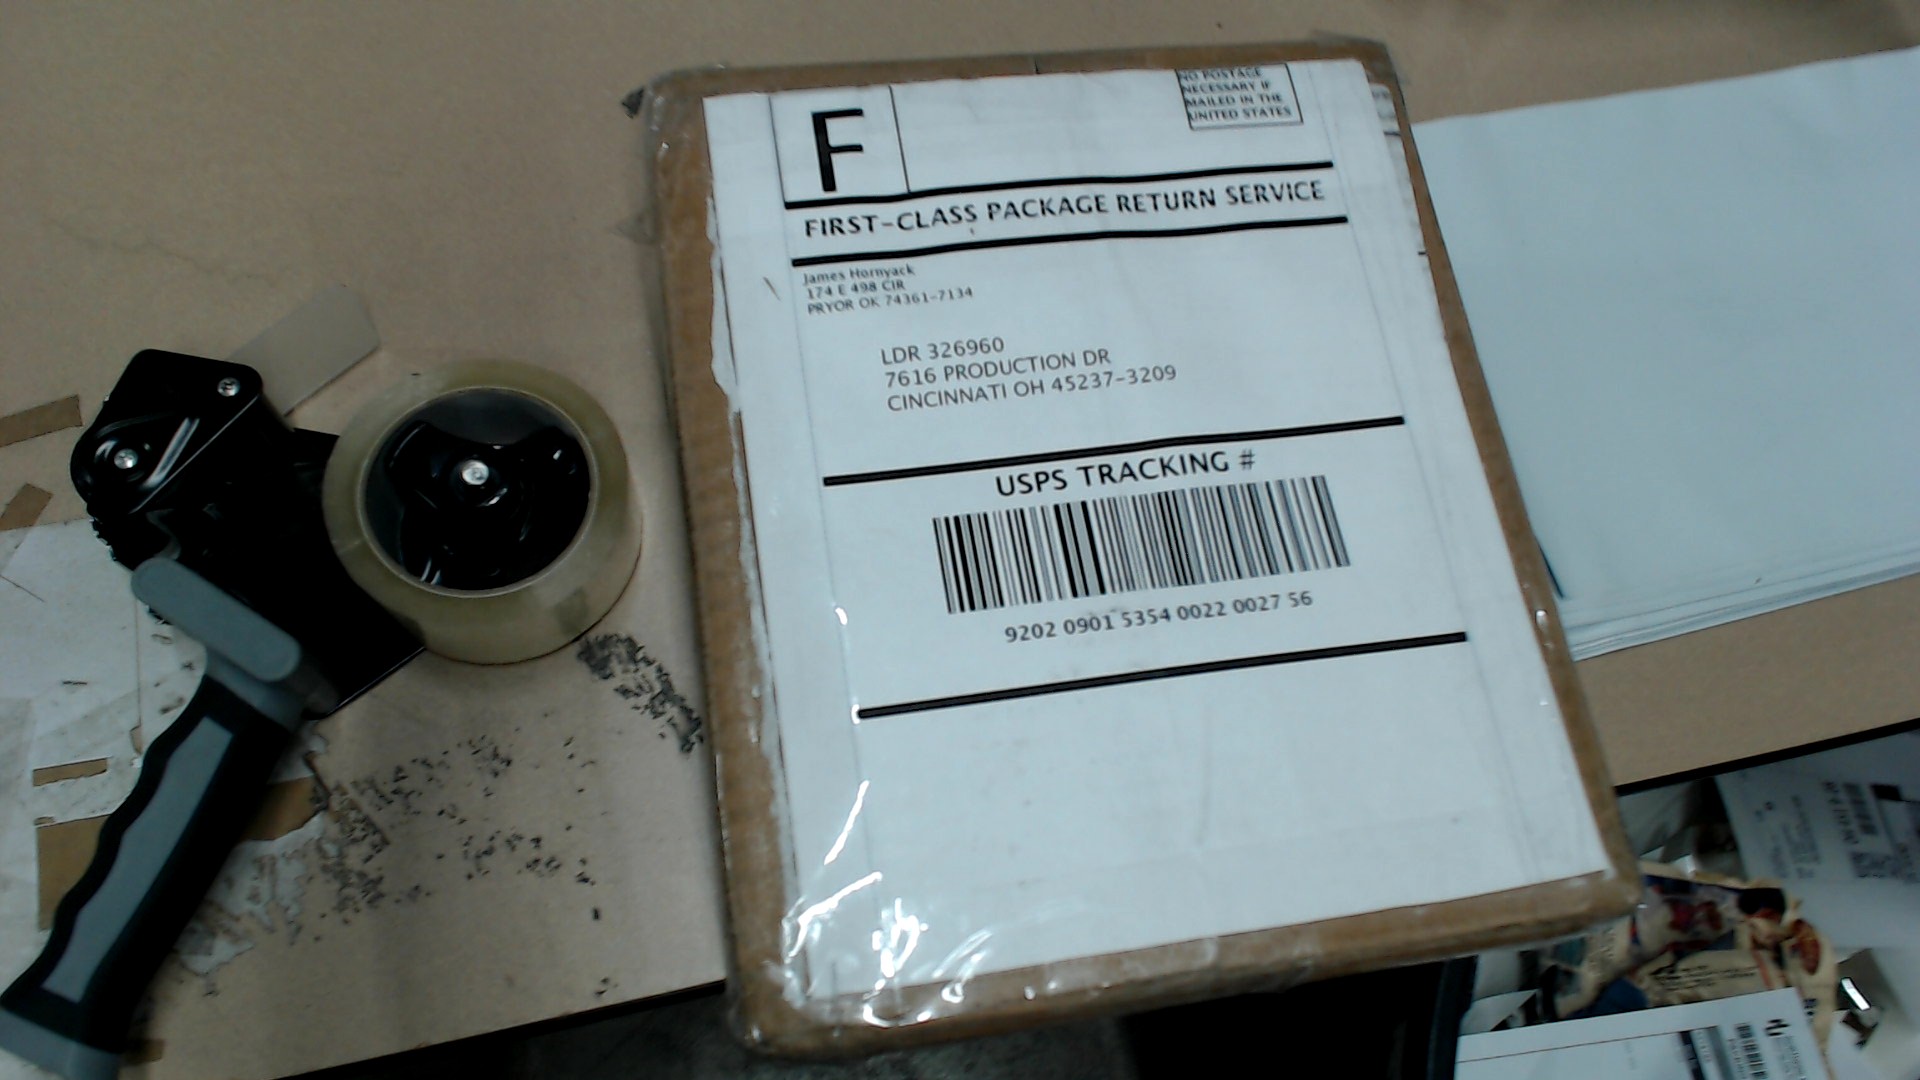 F
NO POSTAGE
NECESSARY IF
MAILED IN THE
UNITED STATES
FIRST-CLASS PACKAGE RETURN SERVICE
James Hornyack
174 E 498 CIR
PRYOR OK 74361-7134
LDR 326960
7616 PRODUCTION DR
CINCINNATI OH 45237-3209
USPS TRACKING #
9202 0901 5354 0022 0027 56